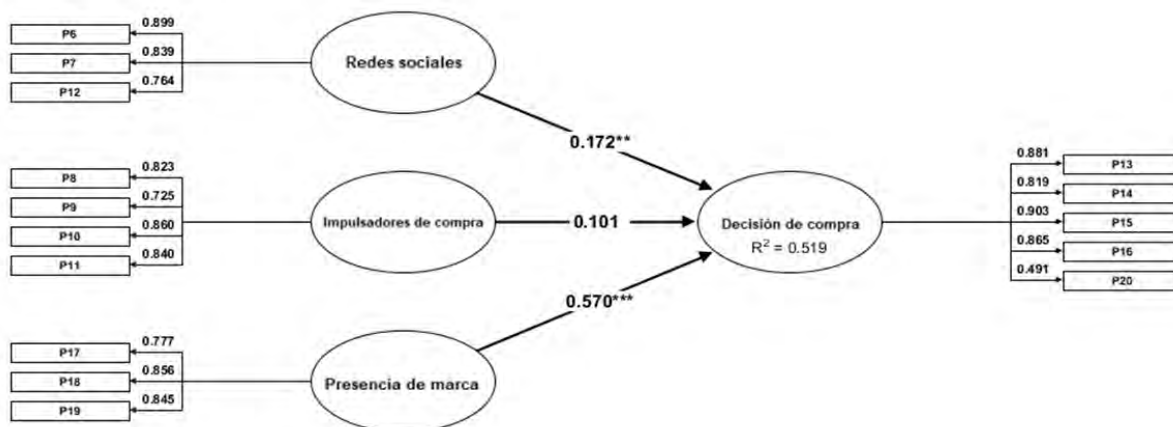 0.899
P6
0.839
P7
0.764
P12
Redes sociales
0.172**
0.823
P8
0.725
P9
0.860
P10
0.840
P11
Impulsadores de compra
0.101
Decisión de compra
R² = 0.519
0.881
P13
0.819
P14
0.903
P15
0.865
P16
0.491
P20
0.570***
0.777
P17
0.856
P18
0.845
P19
Presencia de marca